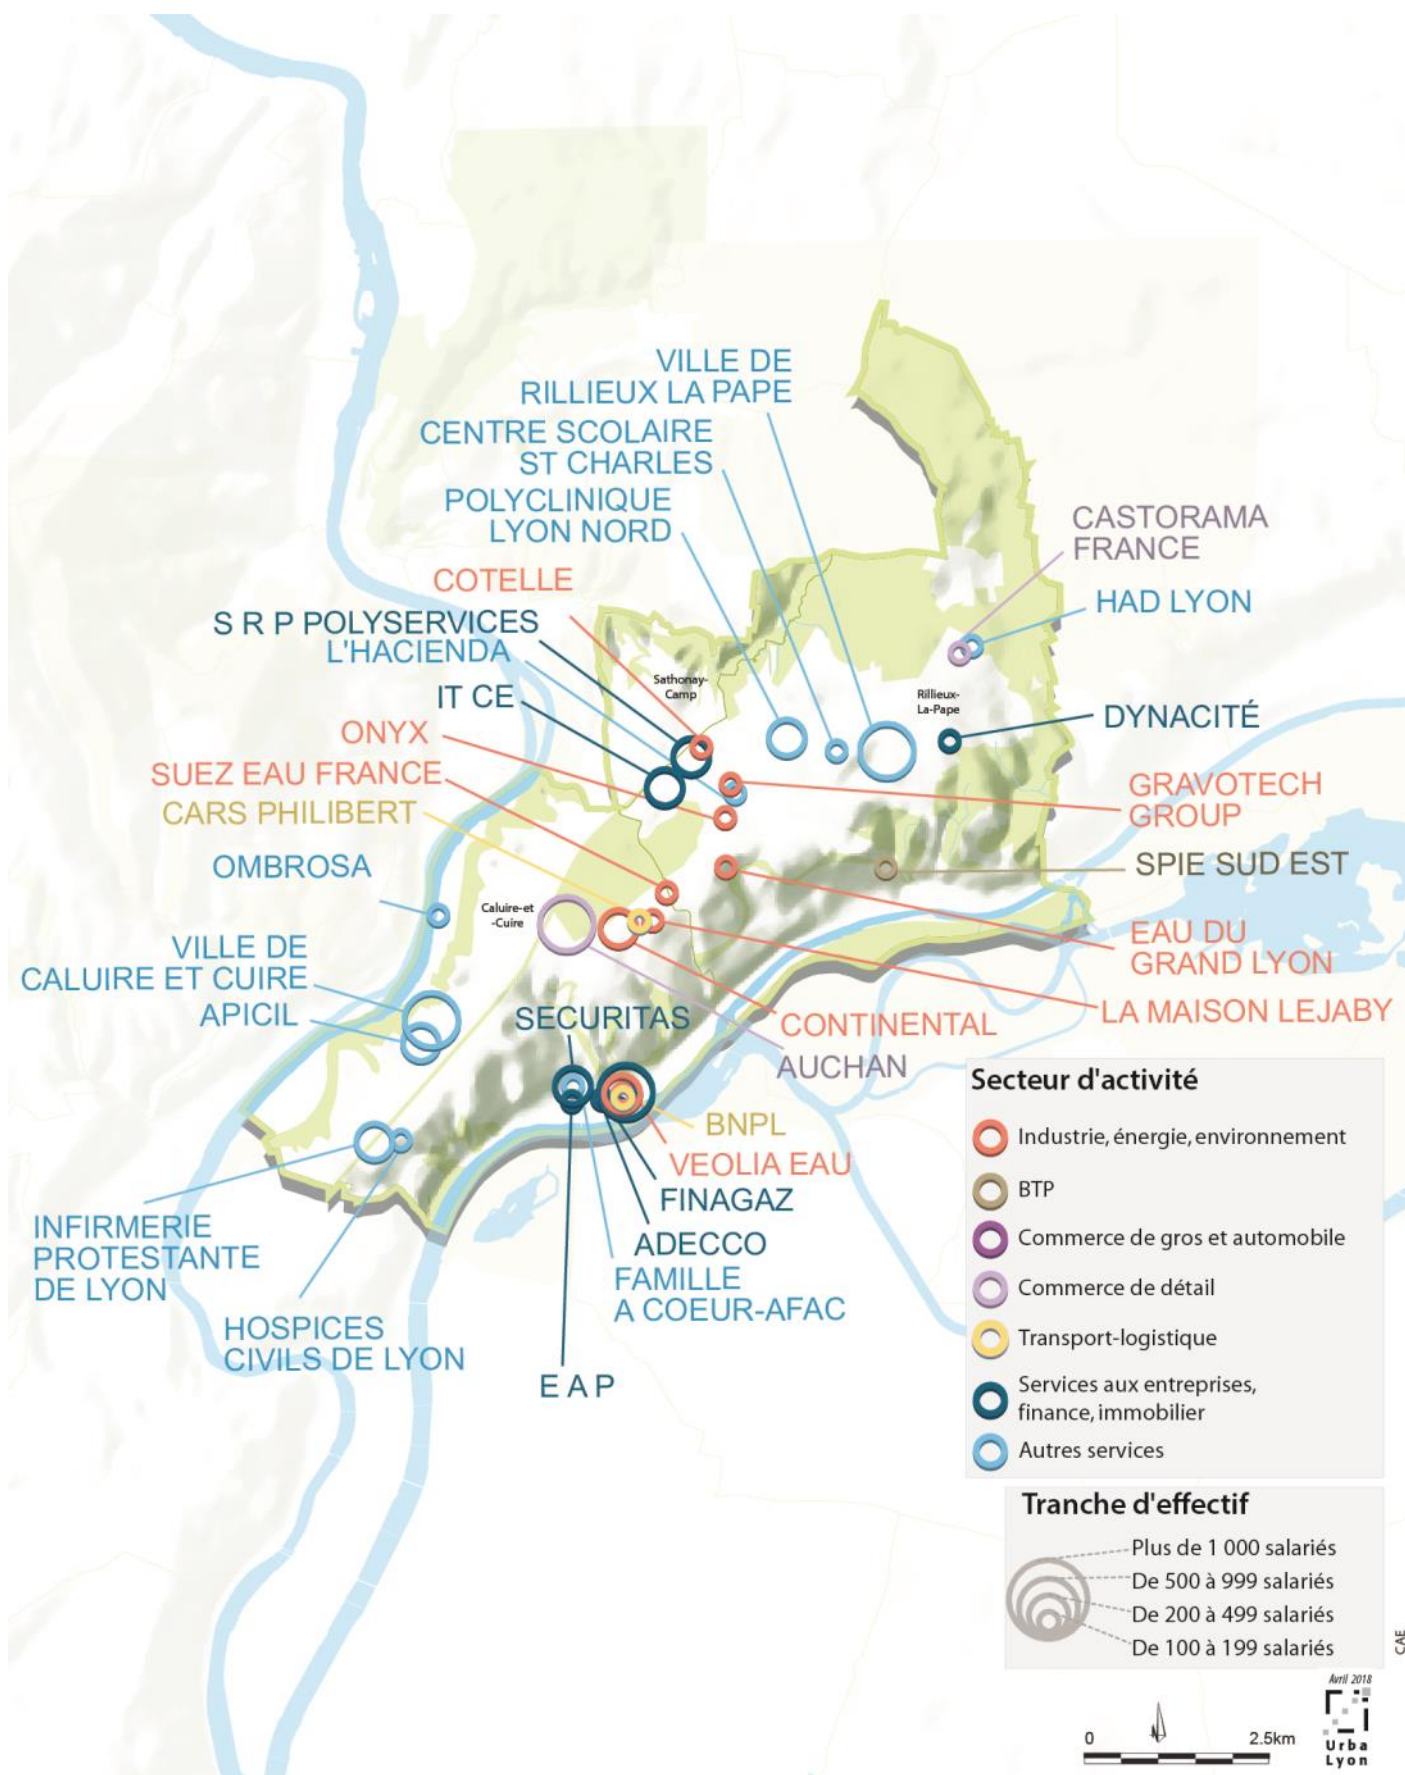 VILLE DE
RILLIEUX LA PAPE
CENTRE SCOLAIRE
ST CHARLES
POLYCLINIQUE
LYON NORD
CASTORAMA
FRANCE
COTELLE
HAD LYON
S R P POLYSERVICES
L'HACIENDA
Sathonay-
Camp
IT CE
Rillieux-
La-Pape
DYNACITÉ
ONYX
SUEZ EAU FRANCE
GRAVOTECH
GROUP
CARS PHILIBERT
SPIE SUD EST
OMBROSA
Caluire-et
-Cuire
EAU DU
GRAND LYON
VILLE DE
CALUIRE ET CUIRE
APICIL
LA MAISON LEJABY
SECURITAS
CONTINENTAL
AUCHAN
BNPL
VEOLIA EAU
FINAGAZ
ADECCO
FAMILLE
A COEUR-AFAC
INFIRMERIE
PROTESTANTE
DE LYON
HOSPICES
CIVILS DE LYON
E A P
Secteur d'activité
Industrie, énergie, environnement
BTP
Commerce de gros et automobile
Commerce de détail
Transport-logistique
Services aux entreprises,
finance, immobilier
Autres services
Tranche d'effectif
Plus de 1 000 salariés
De 500 à 999 salariés
De 200 à 499 salariés
De 100 à 199 salariés
CAE
Avril 2018
0 2.5km
Urba
Lyon